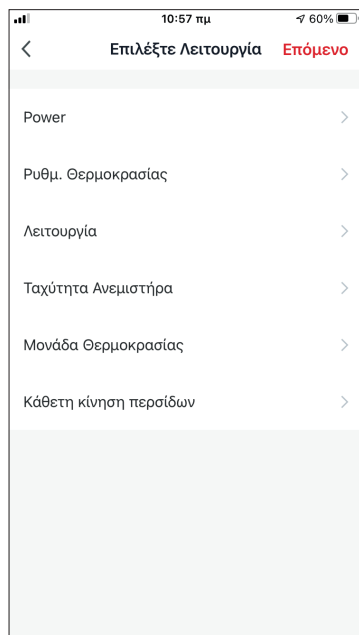 10:57 πμ
60%
Επιλέξτε Λειτουργία
Επόμενο
Power
Ρυθμ. Θερμοκρασίας
Λειτουργία
Ταχύτητα Ανεμιστήρα
Μονάδα Θερμοκρασίας
Κάθετη κίνηση περσίδων